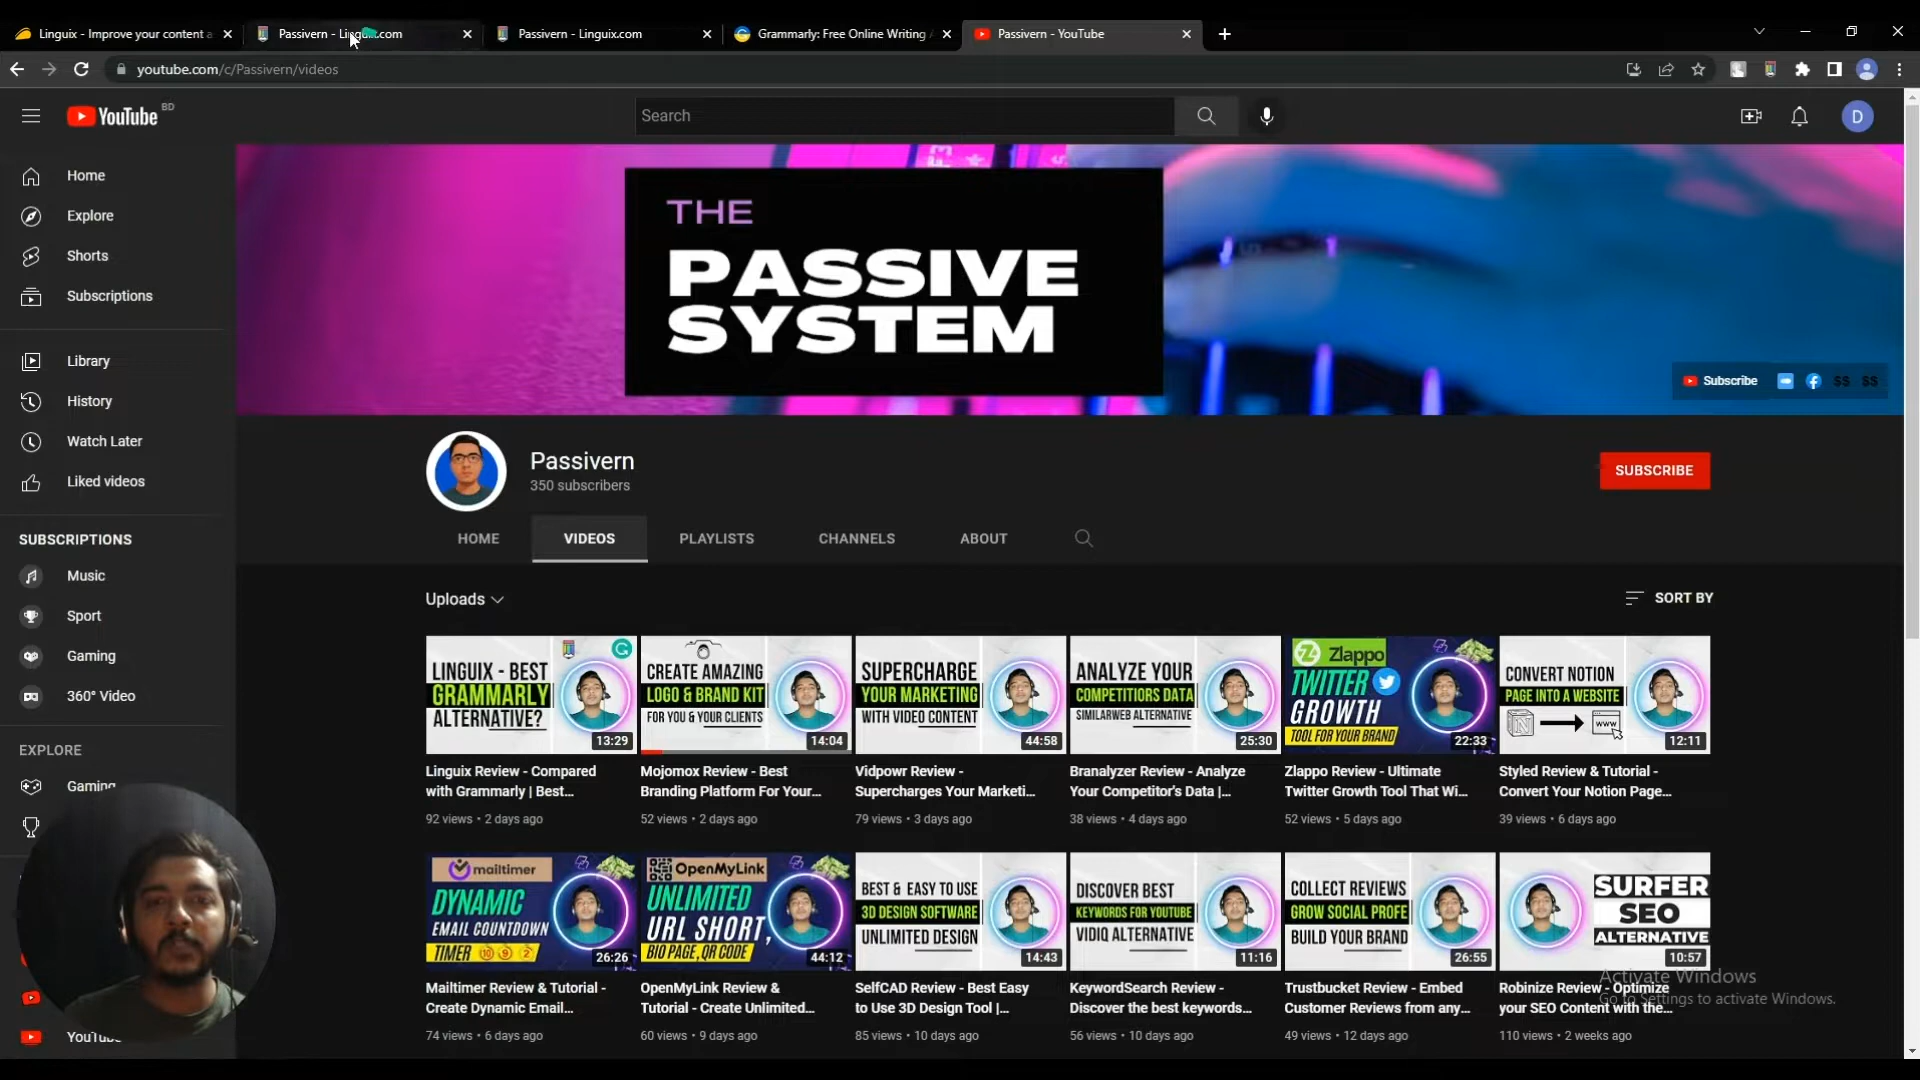 Linguix - Improve your content a
Passivern - Linguix.com
Passivern - Linguix.com
Grammarly: Free Online Writing A
Passivern - YouTube
youtube.com/c/Passivern/videos
YouTube BD
Search
D
Home
Explore
Shorts
Subscriptions
Library
History
Watch Later
Liked videos
SUBSCRIPTIONS
Music
Sport
Gaming
360° Video
EXPLORE
Gaming
YouTube
THE
PASSIVE
SYSTEM
Subscribe
$$ $$
Passivern
350 subscribers
SUBSCRIBE
HOME
VIDEOS
PLAYLISTS
CHANNELS
ABOUT
Uploads
SORT BY
LINGUIX - BEST
GRAMMARLY
ALTERNATIVE?
13:29
CREATE AMAZING
LOGO & BRAND KIT
FOR YOU & YOUR CLIENTS
14:04
SUPERCHARGE
YOUR MARKETING
WITH VIDEO CONTENT
44:58
ANALYZE YOUR
COMPETITIORS DATA
SIMILARWEB ALTERNATIVE
25:30
Zlappo
TWITTER
GROWTH
TOOL FOR YOUR BRAND
22:33
CONVERT NOTION
PAGE INTO A WEBSITE
WWW
12:11
Linguix Review - Compared
with Grammarly | Best...
92 views • 2 days ago
Mojomox Review - Best
Branding Platform For Your...
52 views • 2 days ago
Vidpowr Review -
Supercharges Your Marketi...
79 views • 3 days ago
Branalyzer Review - Analyze
Your Competitor's Data |...
38 views • 4 days ago
Zlappo Review - Ultimate
Twitter Growth Tool That Wi...
52 views • 5 days ago
Styled Review & Tutorial -
Convert Your Notion Page...
39 views • 6 days ago
mailtimer
DYNAMIC
EMAIL COUNTDOWN
TIMER
26:26
OpenMyLink
UNLIMITED
URL SHORT,
BIO PAGE,QR CODE
44:12
BEST & EASY TO USE
3D DESIGN SOFTWARE
UNLIMITED DESIGN
14:43
DISCOVER BEST
KEYWORDS FOR YOUTUBE
VIDIQ ALTERNATIVE
11:16
COLLECT REVIEWS
GROW SOCIAL PROFE
BUILD YOUR BRAND
26:55
SURFER
SEO
ALTERNATIVE
10:57
Mailtimer Review & Tutorial -
Create Dynamic Email...
74 views • 6 days ago
OpenMyLink Review &
Tutorial - Create Unlimited...
60 views • 9 days ago
SelfCAD Review - Best Easy
to Use 3D Design Tool |...
85 views • 10 days ago
KeywordSearch Review -
Discover the best keywords...
56 views • 10 days ago
Trustbucket Review - Embed
Customer Reviews from any...
49 views • 12 days ago
Robinize Review - Optimize
your SEO Content with the...
110 views • 2 weeks ago
Activate Windows
Go to Settings to activate Windows.